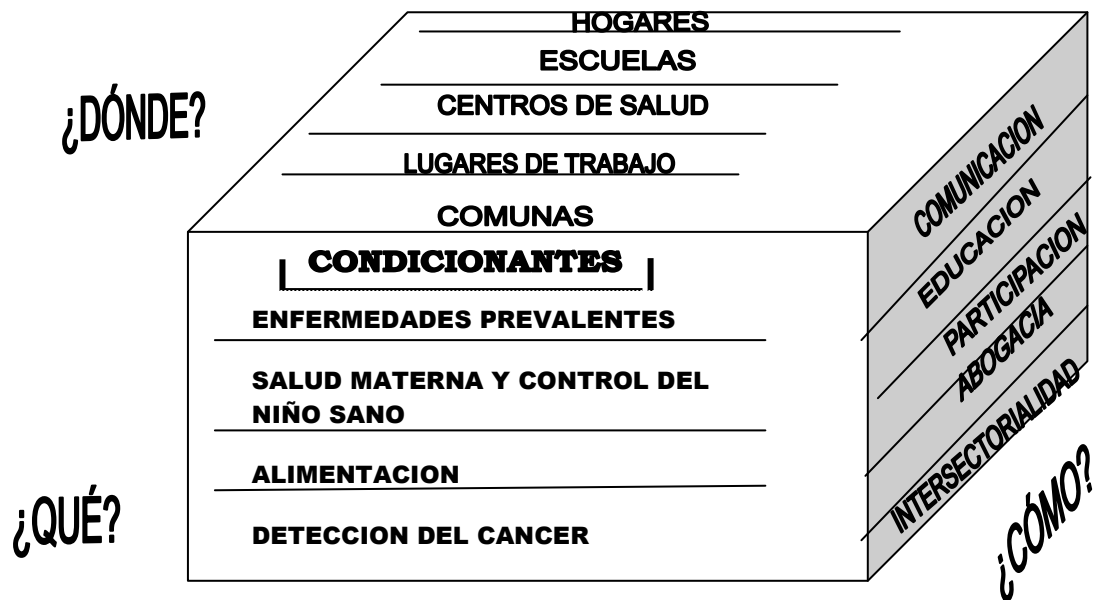 HOGARES
ESCUELAS
CENTROS DE SALUD
LUGARES DE TRABAJO
COMUNAS
¿DÓNDE?
CONDICIONANTES
ENFERMEDADES PREVALENTES
SALUD MATERNA Y CONTROL DEL
NIÑO SANO
ALIMENTACION
DETECCION DEL CANCER
¿QUÉ?
COMUNICACION
EDUCACION
PARTICIPACION
ABOGACIA
INTERSECTORIALIDAD
¿CÓMO?